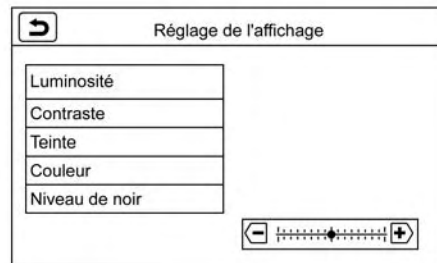 Réglage de l'affichage
Luminosité
Contraste
Teinte
Couleur
Niveau de noir